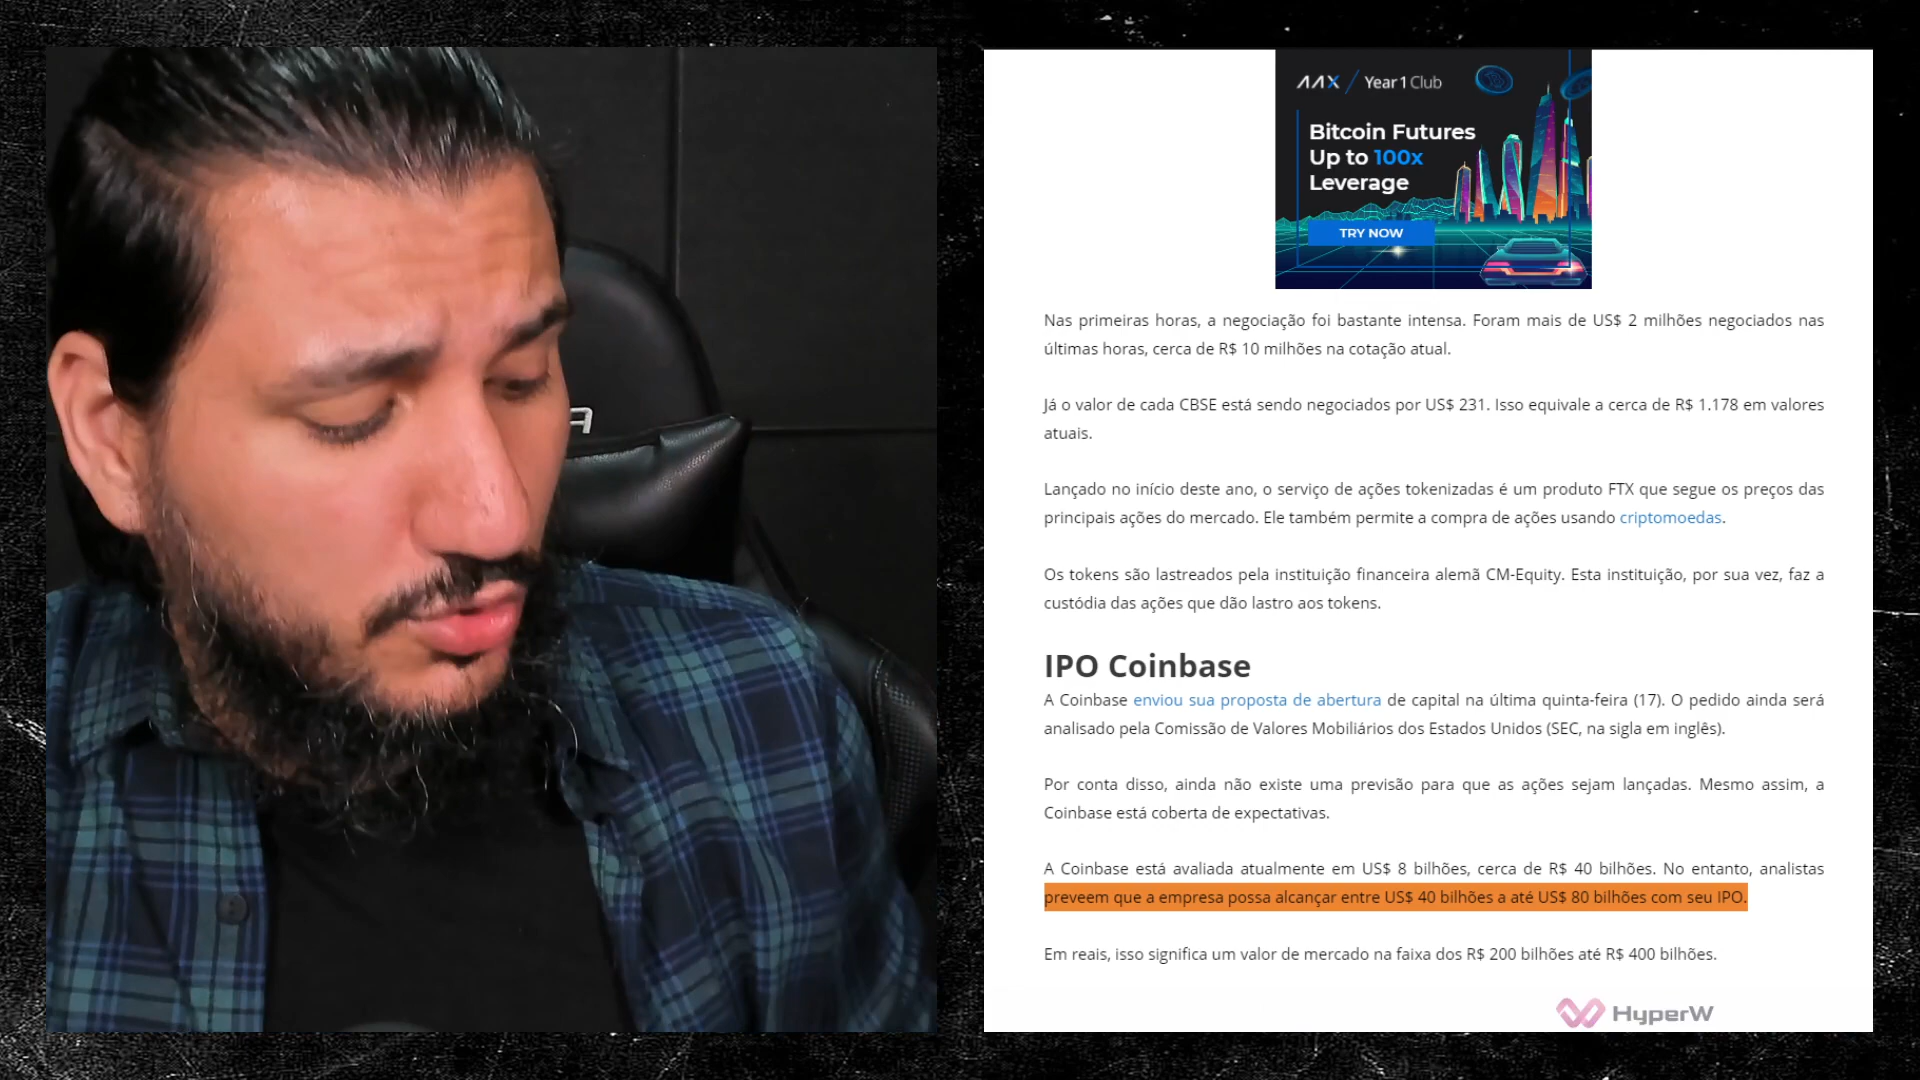 AAX / Year 1 Club
Bitcoin Futures
Up to 100x
Leverage
TRY NOW
Nas primeiras horas, a negociação foi bastante intensa. Foram mais de US$ 2 milhões negociados nas
últimas horas, cerca de R$ 10 milhões na cotação atual.
Já o valor de cada CBSE está sendo negociados por US$ 231. Isso equivale a cerca de R$ 1.178 em valores
atuais.
Lançado no início deste ano, o serviço de ações tokenizadas é um produto FTX que segue os preços das
principais ações do mercado. Ele também permite a compra de ações usando criptomoedas.
Os tokens são lastreados pela instituição financeira alemã CM-Equity. Esta instituição, por sua vez, faz a
custódia das ações que dão lastro aos tokens.
IPO Coinbase
A Coinbase enviou sua proposta de abertura de capital na última quinta-feira (17). O pedido ainda será
analisado pela Comissão de Valores Mobiliários dos Estados Unidos (SEC, na sigla em inglês).
Por conta disso, ainda não existe uma previsão para que as ações sejam lançadas. Mesmo assim, a
Coinbase está coberta de expectativas.
A Coinbase está avaliada atualmente em US$ 8 bilhões, cerca de R$ 40 bilhões. No entanto, analistas
preveem que a empresa possa alcançar entre US$ 40 bilhões a até US$ 80 bilhões com seu IPO.
Em reais, isso significa um valor de mercado na faixa dos R$ 200 bilhões até R$ 400 bilhões.
HyperW